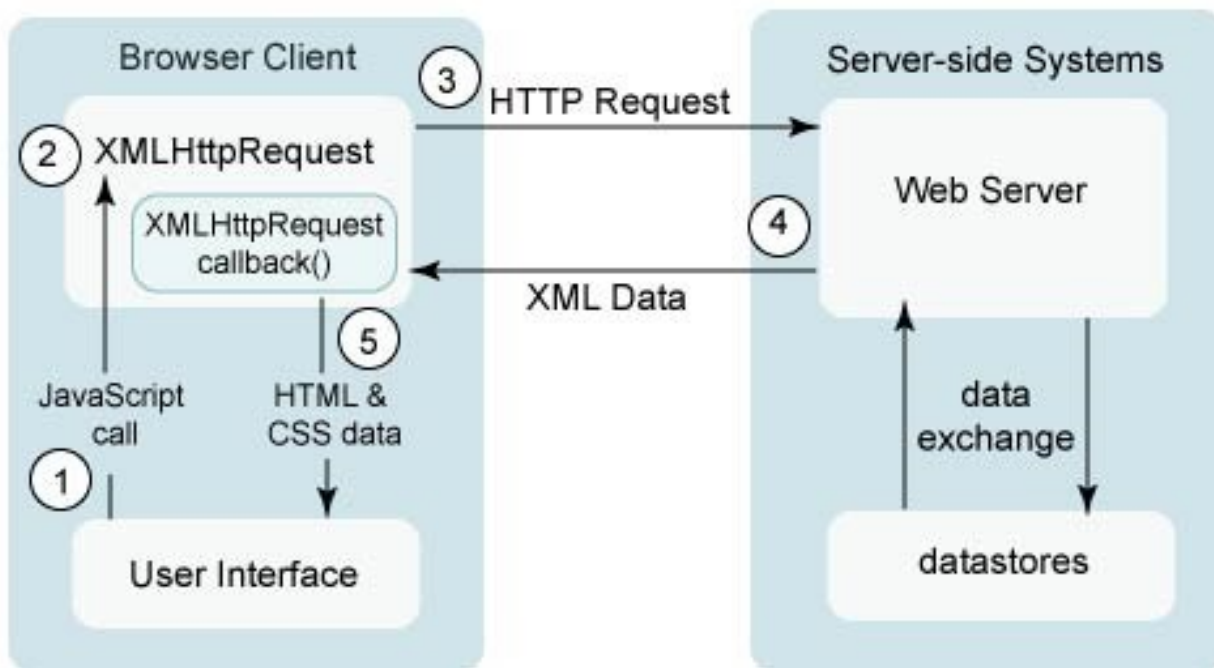 Browser Client
Server-side Systems
3
HTTP Request
2
XMLHttpRequest
XMLHttpRequest
callback()
Web Server
4
XML Data
5
JavaScript
call
HTML &
CSS data
data
exchange
1
User Interface
datastores